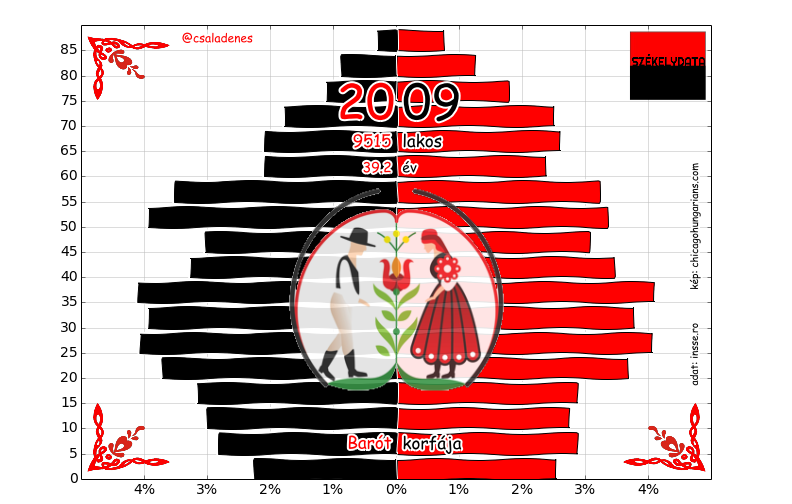 @csaladenes
SZÉKELYDATA
2009
9515 lakos
39.2 év
kép: chicagohungarians.com
adat: insse.ro
Barót korfája
85
80
75
70
65
60
55
50
45
40
35
30
25
20
15
10
5
0
4% 3% 2% 1% 0% 1% 2% 3% 4%